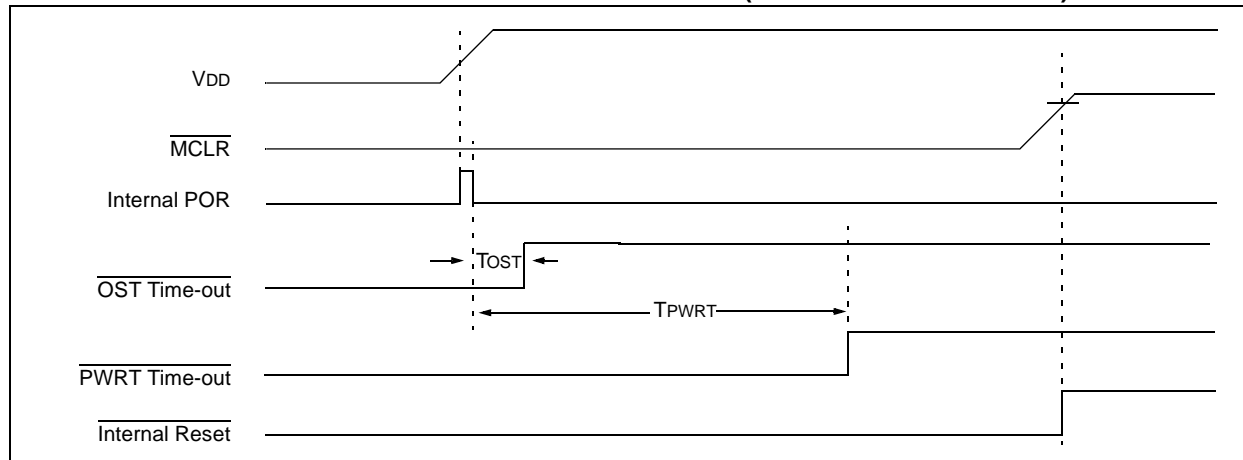 VDD
MCLR
Internal POR
TOST
OST Time-out
TPWRT
PWRT Time-out
Internal Reset